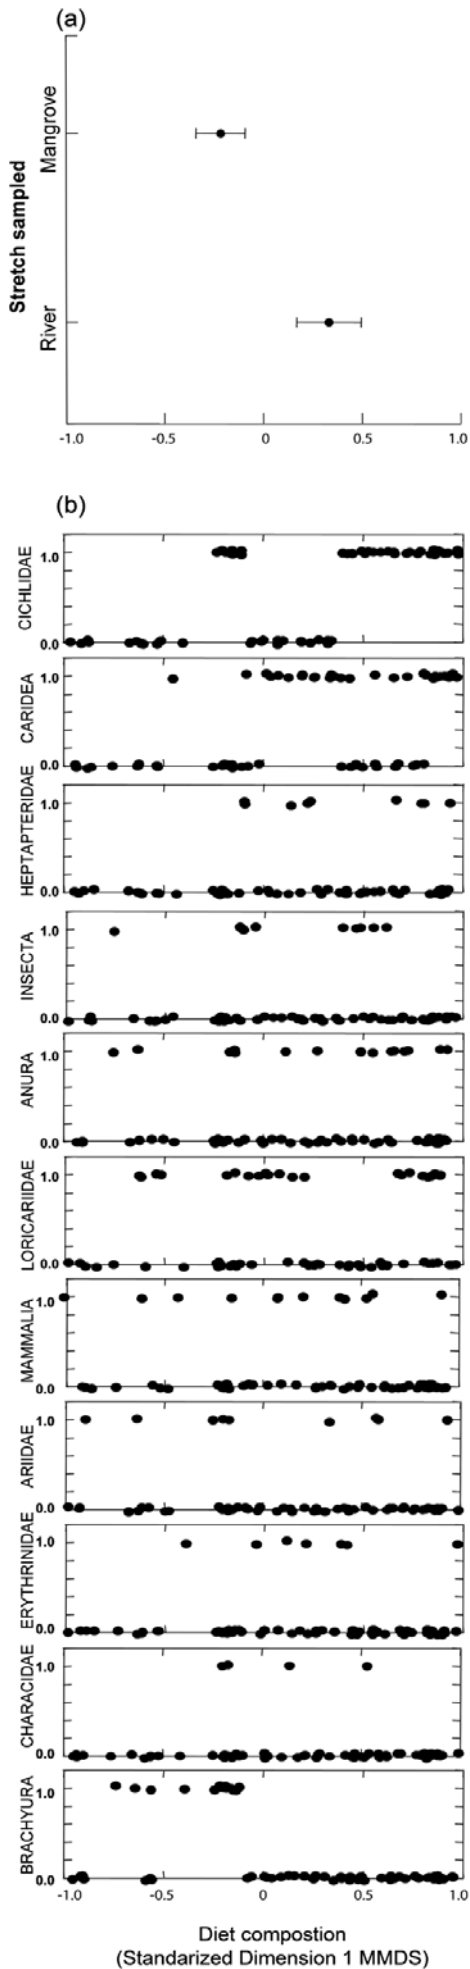 (a)
Stretch sampled
Mangrove
River
-1.0 -0.5 0 0.5 1.0
(b)
CICHLIDAE
1.0
0.0
CARIDEA
1.0
0.0
HEPTAPTERIDAE
1.0
0.0
INSECTA
1.0
0.0
ANURA
1.0
0.0
LORICARIIDAE
1.0
0.0
MAMMALIA
1.0
0.0
ARIIDAE
1.0
0.0
ERYTHRINIDAE
1.0
0.0
CHARACIDAE
1.0
0.0
BRACHYURA
1.0
0.0
-1.0 -0.5 0 0.5 1.0
Diet compostion
(Standarized Dimension 1 MMDS)